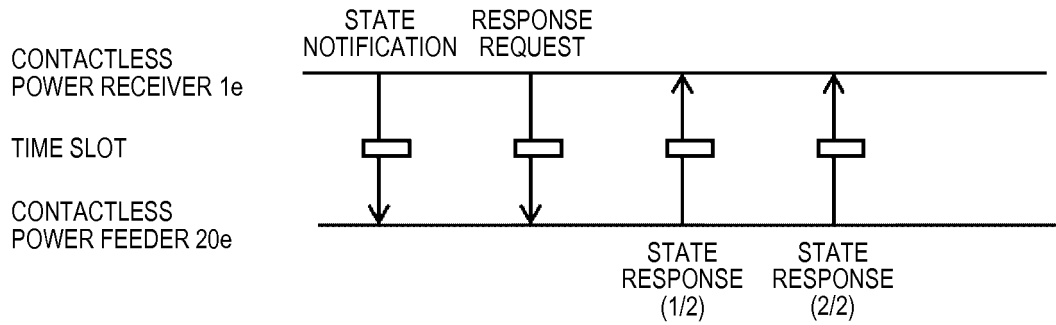 STATE
NOTIFICATION
RESPONSE
REQUEST
CONTACTLESS
POWER RECEIVER 1e
TIME SLOT
CONTACTLESS
POWER FEEDER 20e
STATE
RESPONSE
(1/2)
STATE
RESPONSE
(2/2)